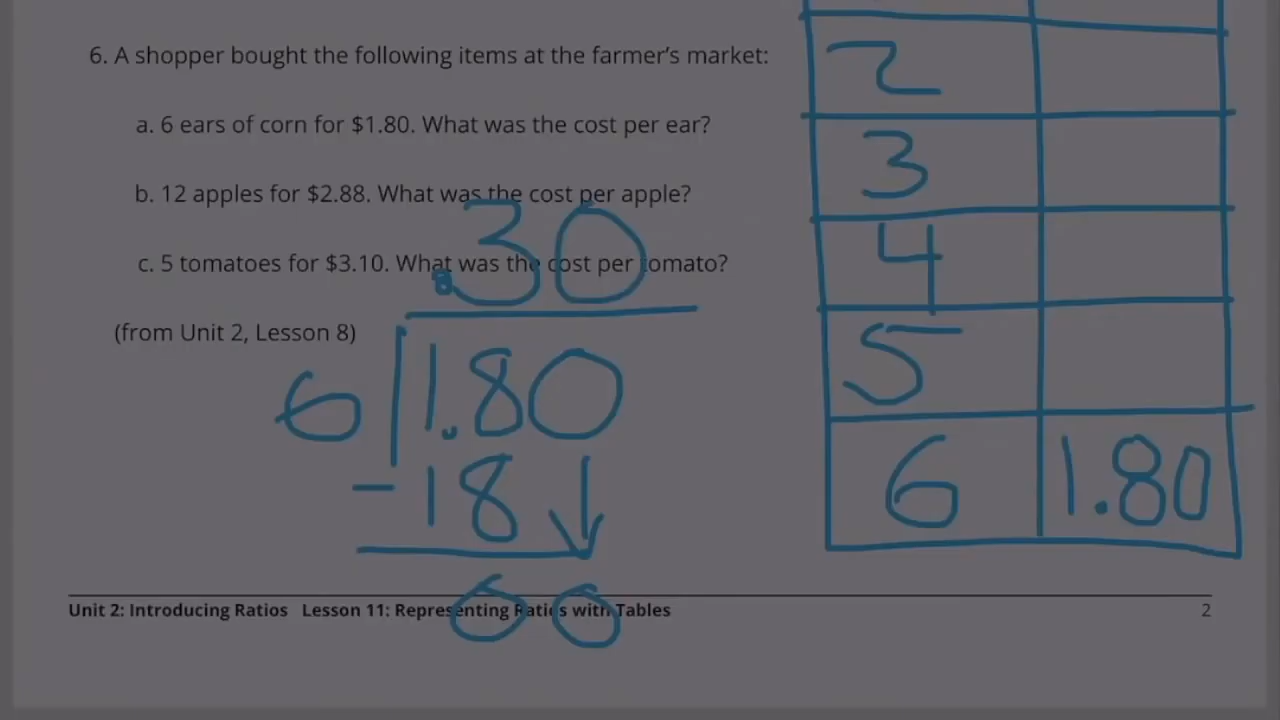 6. A shopper bought the following items at the farmer's market:
a. 6 ears of corn for $1.80. What was the cost per ear?
b. 12 apples for $2.88. What was the cost per apple?
c. 5 tomatoes for $3.10. What was the cost per tomato?
(from Unit 2, Lesson 8)
.30
6 1.80
-18
00
2
3
4
5
6 1.80
Unit 2: Introducing Ratios Lesson 11: Representing Ratios with Tables 2